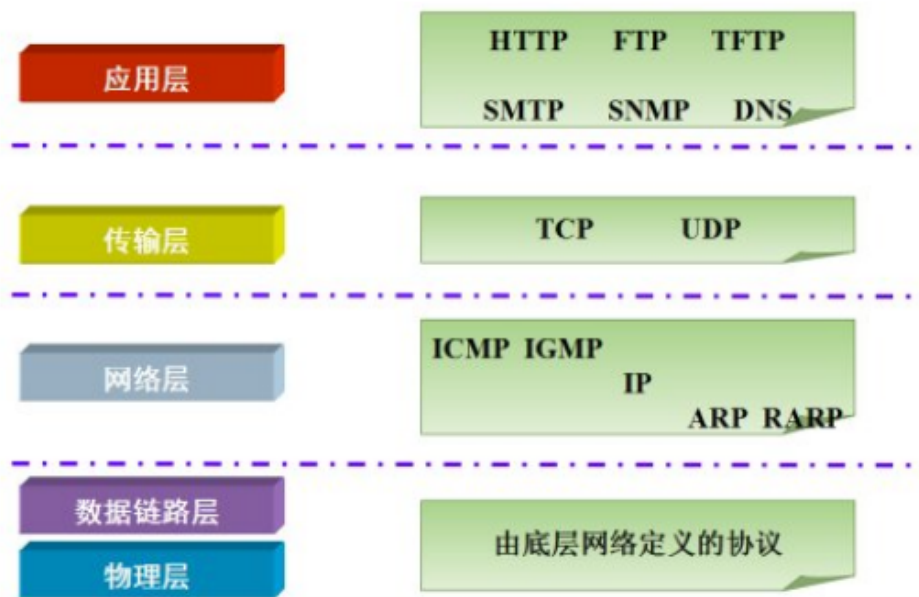 应用层
HTTP FTP TFTP
SMTP SNMP DNS
传输层
TCP UDP
网络层
ICMP IGMP
IP
ARP RARP
数据链路层
物理层
由底层网络定义的协议